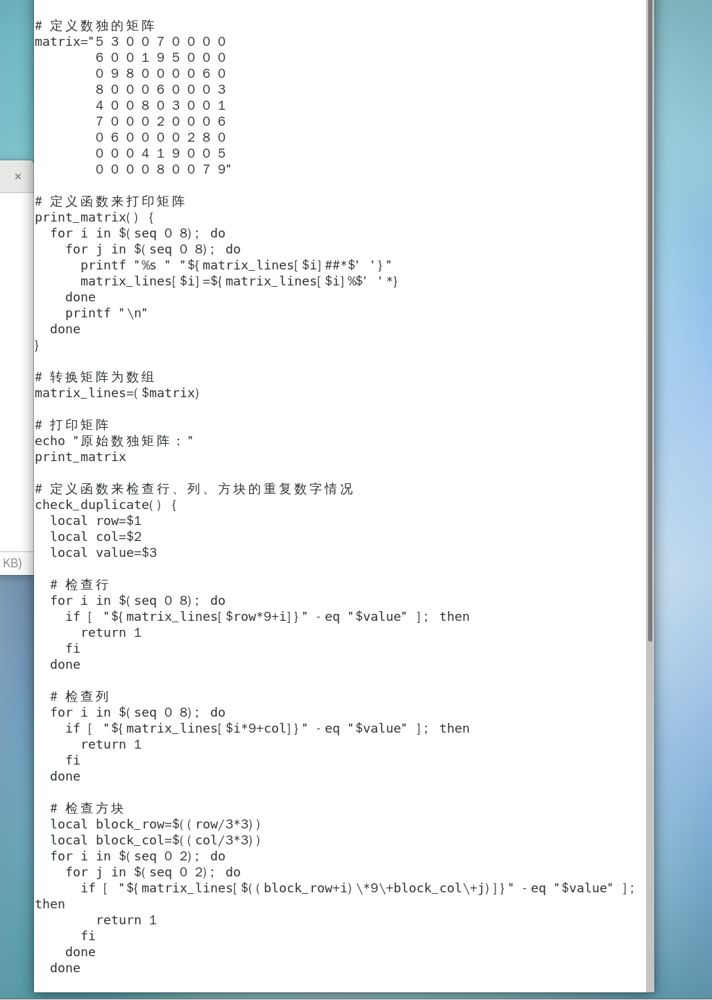 # 定义数独的矩阵
matrix="5 3 0 0 7 0 0 0 0
        6 0 0 1 9 5 0 0 0
        0 9 8 0 0 0 0 6 0
        8 0 0 0 6 0 0 0 3
        4 0 0 8 0 3 0 0 1
        7 0 0 0 2 0 0 0 6
        0 6 0 0 0 0 2 8 0
        0 0 0 4 1 9 0 0 5
        0 0 0 0 8 0 0 7 9"
×
# 定义函数来打印矩阵
print_matrix() {
  for i in $(seq 0 8); do
    for j in $(seq 0 8); do
      printf "%s " "${matrix_lines[$i]##*$' '}"
      matrix_lines[$i]=${matrix_lines[$i]%$' '*}
    done
    printf "\n"
  done
}
# 转换矩阵为数组
matrix_lines=($matrix)
# 打印矩阵
echo "原始数独矩阵："
print_matrix
# 定义函数来检查行、列、方块的重复数字情况
check_duplicate() {
  local row=$1
  local col=$2
  local value=$3
KB)
  # 检查行
  for i in $(seq 0 8); do
    if [ "${matrix_lines[$row*9+i]}" -eq "$value" ]; then
      return 1
    fi
  done
  # 检查列
  for i in $(seq 0 8); do
    if [ "${matrix_lines[$i*9+col]}" -eq "$value" ]; then
      return 1
    fi
  done
  # 检查方块
  local block_row=$((row/3*3))
  local block_col=$((col/3*3))
  for i in $(seq 0 2); do
    for j in $(seq 0 2); do
      if [ "${matrix_lines[$((block_row+i)\*9\+block_col\+j)]}" -eq "$value" ];
then
        return 1
      fi
    done
  done